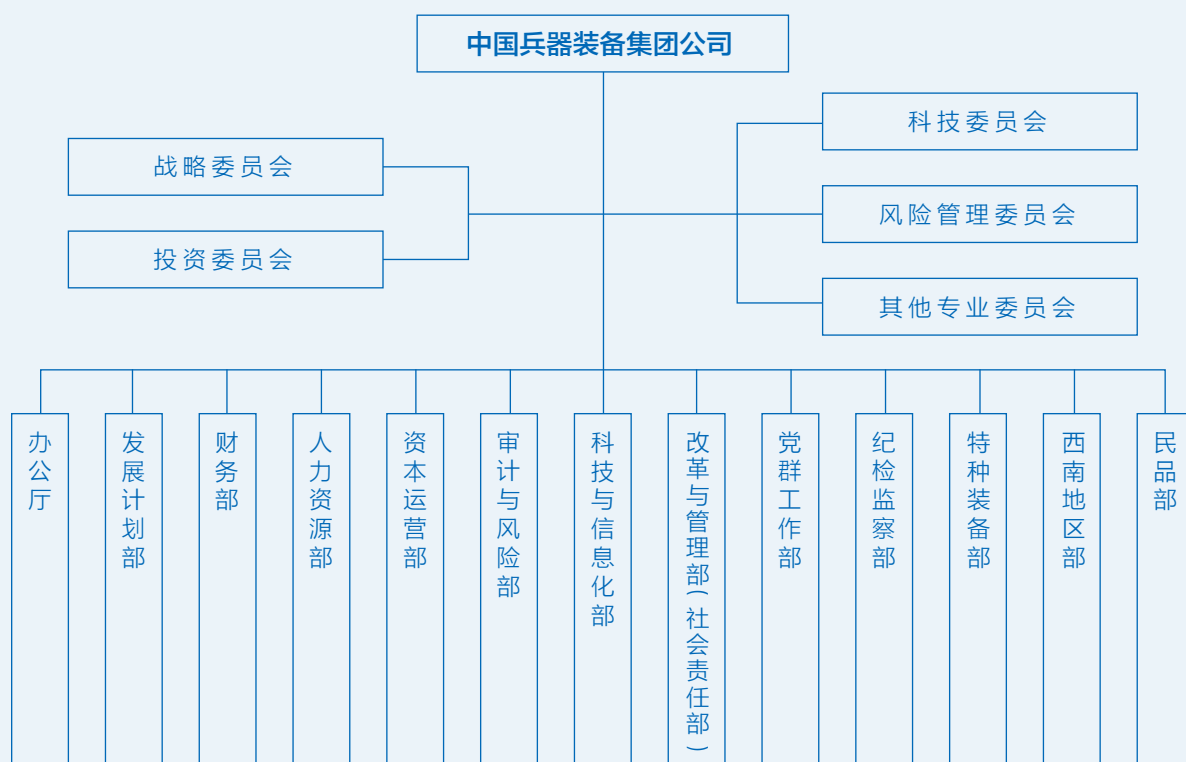 中国兵器装备集团公司
科技委员会
战略委员会
风险管理委员会
投资委员会
其他专业委员会
办公厅
发展计划部
财务部
人力资源部
资本运营部
审计与风险部
科技与信息化部
改革与管理部(社会责任部)
党群工作部
纪检监察部
特种装备部
西南地区部
民品部